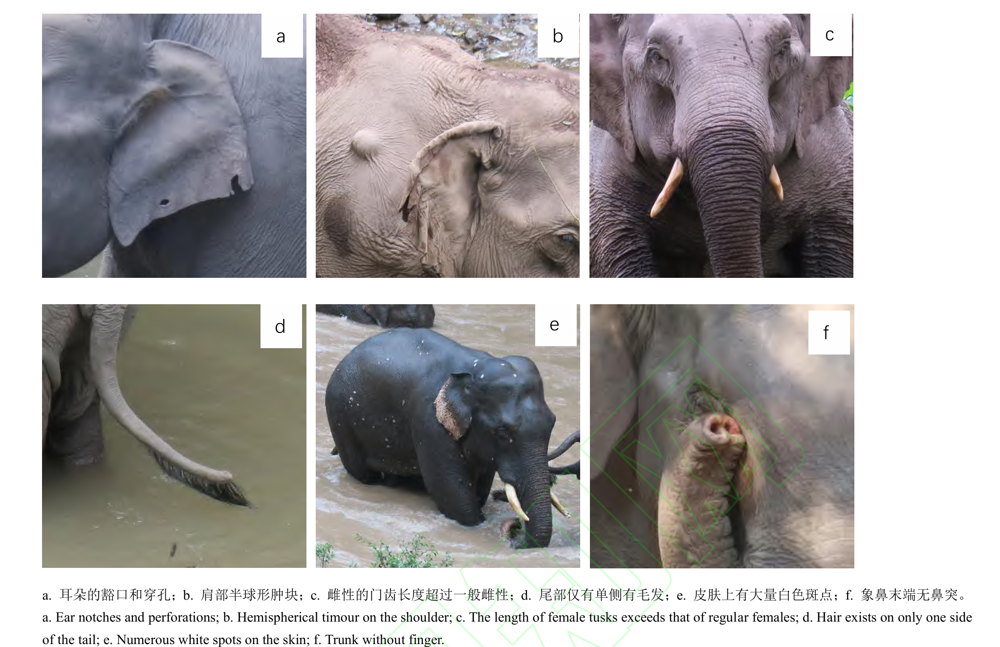 a
b
c
d
e
f
a. 耳朵的豁口和穿孔；b. 肩部半球形肿块；c. 雌性的门齿长度超过一般雌性；d. 尾部仅有单侧有毛发；e. 皮肤上有大量白色斑点；f. 象鼻末端无鼻突。
a. Ear notches and perforations; b. Hemispherical timour on the shoulder; c. The length of female tusks exceeds that of regular females; d. Hair exists on only one side
of the tail; e. Numerous white spots on the skin; f. Trunk without finger.